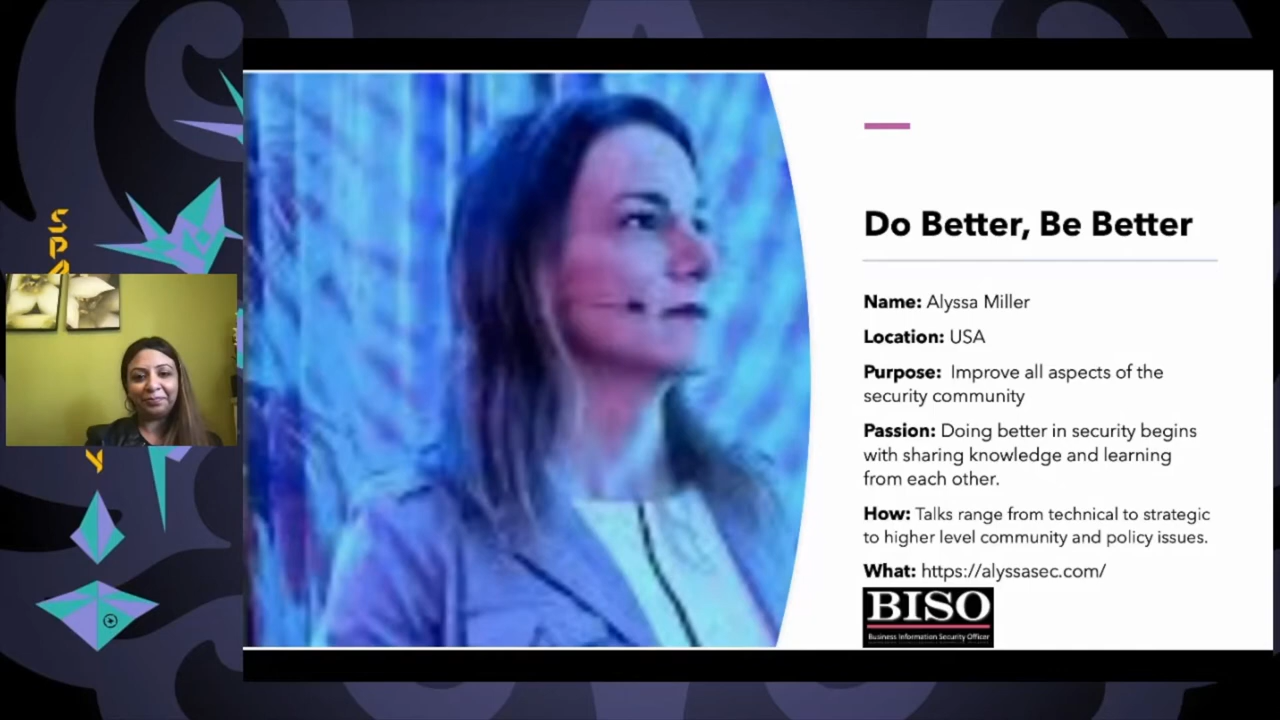 Do Better, Be Better
Name: Alyssa Miller
Location: USA
Purpose: Improve all aspects of the
security community
Passion: Doing better in security begins
with sharing knowledge and learning
from each other.
How: Talks range from technical to strategic
to higher level community and policy issues.
What: https://alyssasec.com/
BISO
Business Information Security Officer